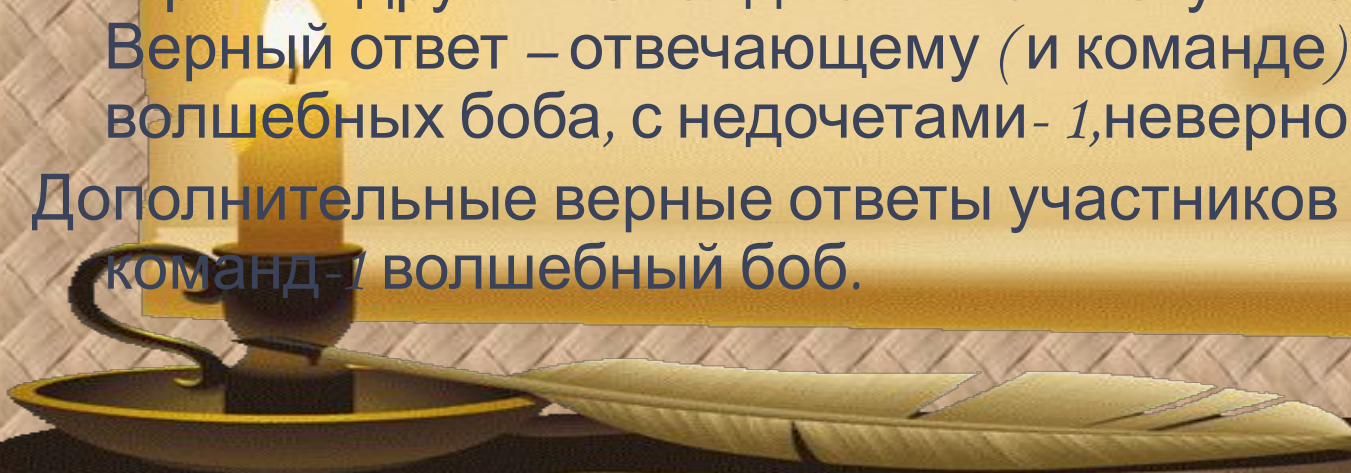 Верный ответ – отвечающему ( и команде)
волшебных боба, с недочетами- 1,неверно
Дополнительные верные ответы участников
команд-1 волшебный боб.